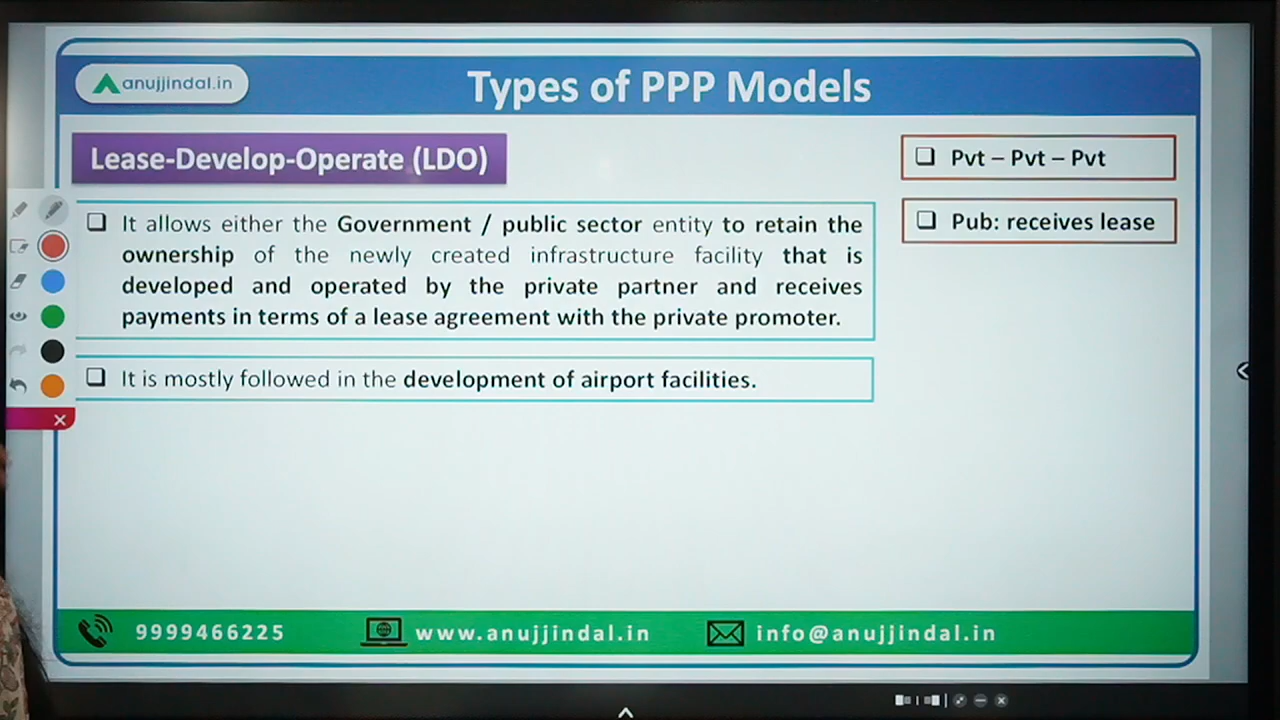 anujjindal.in
Types of PPP Models
Lease-Develop-Operate (LDO)
❑ Pvt – Pvt – Pvt
❑ Pub: receives lease
❑ It allows either the Government / public sector entity to retain the
ownership of the newly created infrastructure facility that is
developed and operated by the private partner and receives
payments in terms of a lease agreement with the private promoter.
❑ It is mostly followed in the development of airport facilities.
9999466225
www.anujjindal.in
info@anujjindal.in